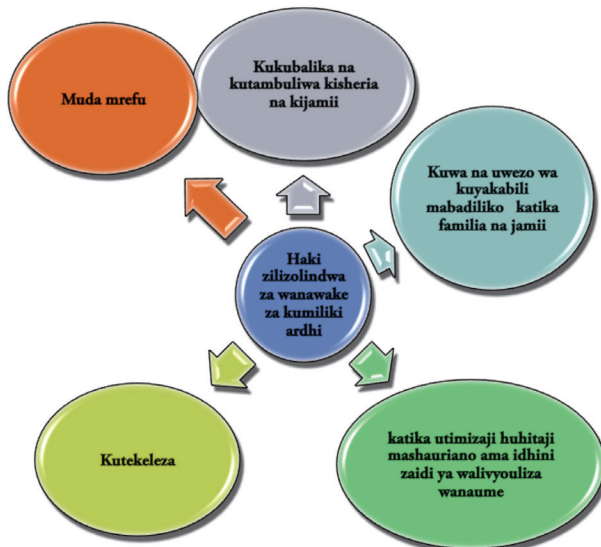 Muda mrefu
Kukubalika na
kutambuliwa kisheria
na kijamii
Kuwa na uwezo wa
kuyakabili
mabadiliko katika
familia na jamii
Haki
zilizolindwa
za wanawake
za kumiliki
ardhi
Kutekeleza
katika utimizaji huhitaji
mashauriano ama idhini
zaidi ya walivyouliza
wanaume